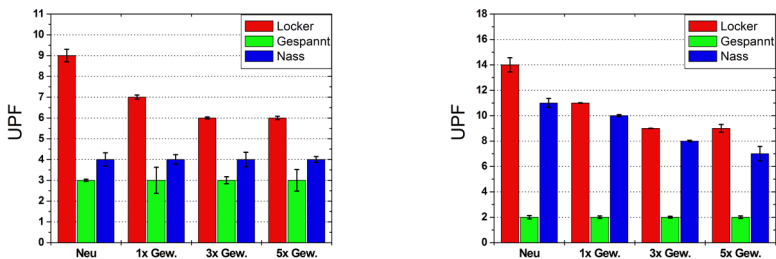 11
10
9
8
7
6
5
4
3
2
1
0
UPF
Locker
Gespannt
Nass
Neu 1x Gew. 3x Gew. 5x Gew.
18
16
14
12
10
8
6
4
2
0
UPF
Locker
Gespannt
Nass
Neu 1x Gew. 3x Gew. 5x Gew.